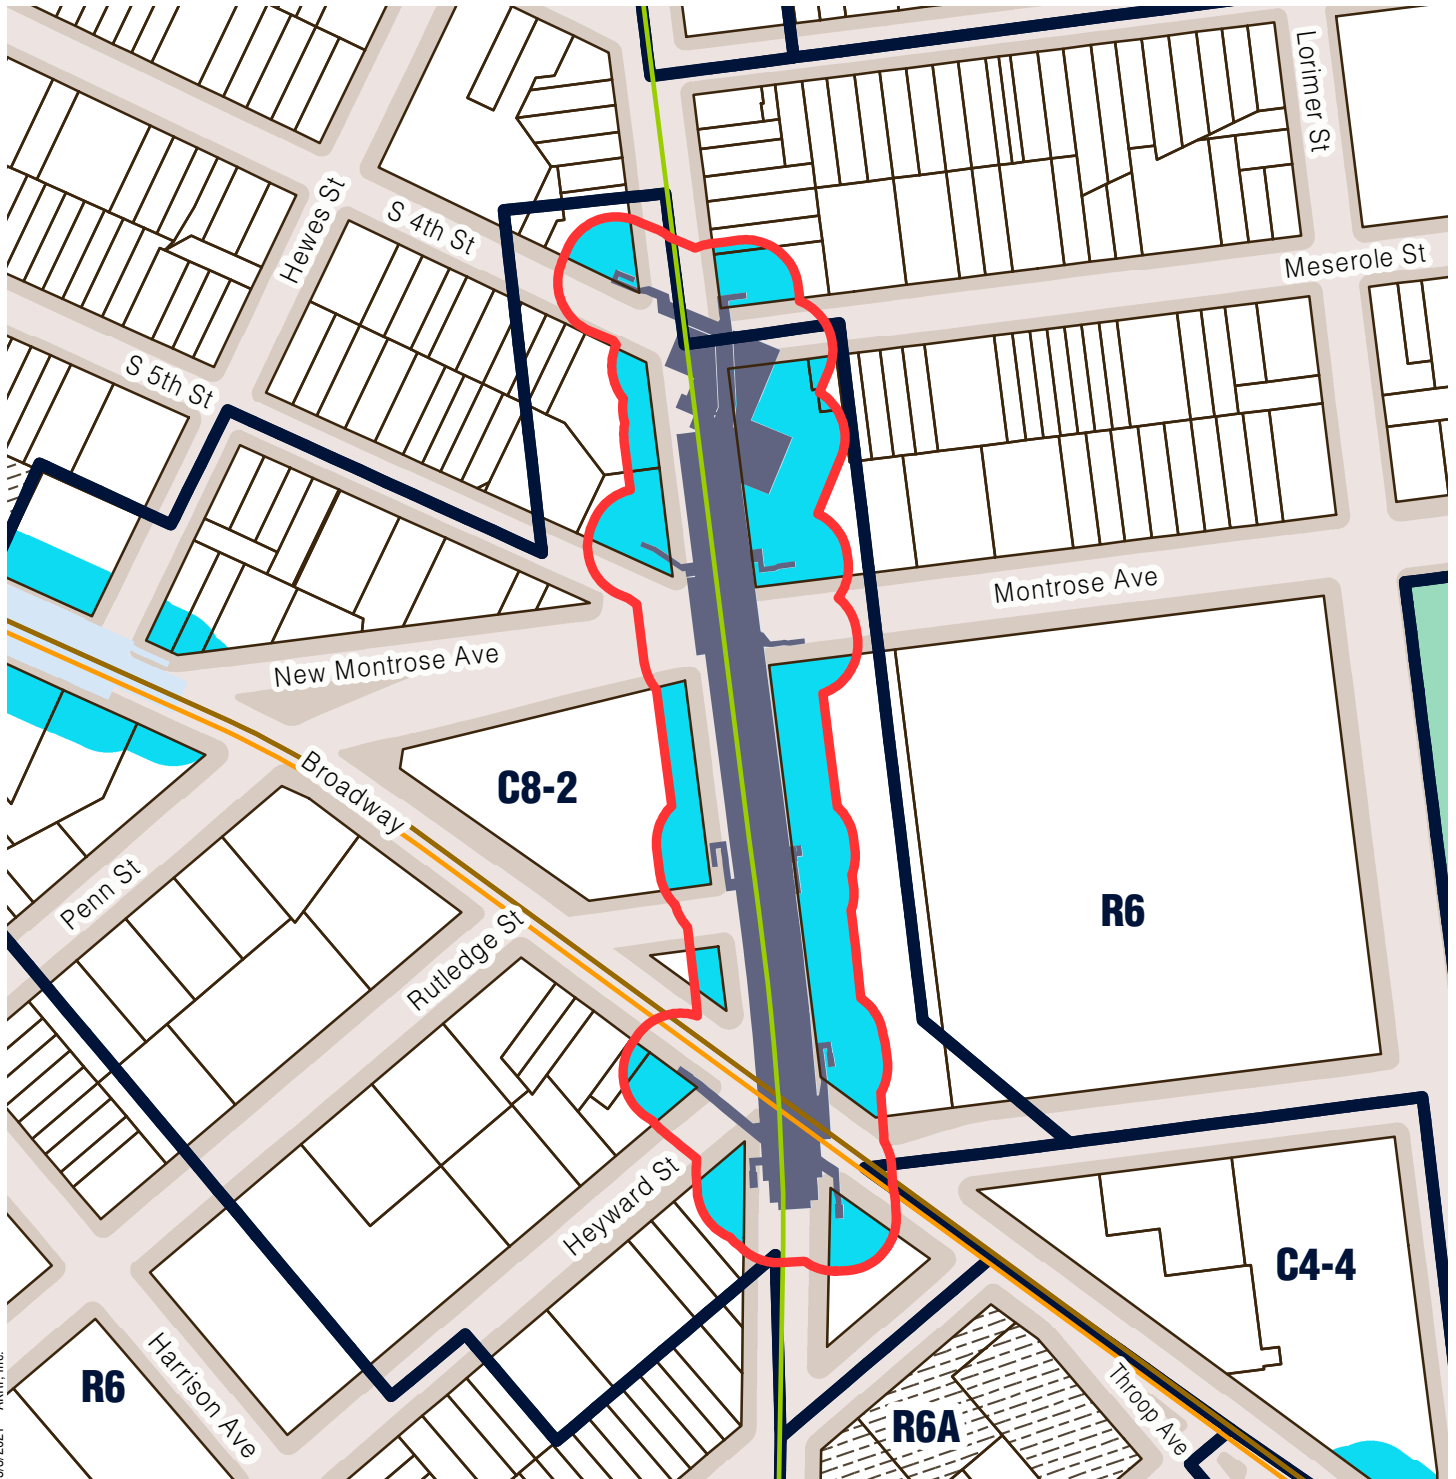 Lorimer St
Hewes St
S 4th St
Meserole St
S 5th St
Montrose Ave
New Montrose Ave
C8-2
Broadway
Penn St
R6
Rutledge St
Heyward St
C4-4
Harrison Ave
R6
Throop Ave
R6A